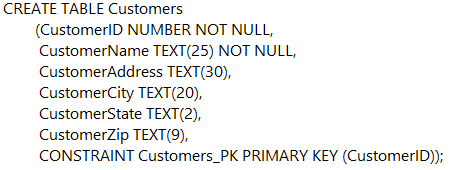 CREATE TABLE Customers
(CustomerID NUMBER NOT NULL,
CustomerName TEXT(25) NOT NULL,
CustomerAddress TEXT(30),
CustomerCity TEXT(20),
CustomerState TEXT(2),
CustomerZip TEXT(9),
CONSTRAINT Customers_PK PRIMARY KEY (CustomerID));